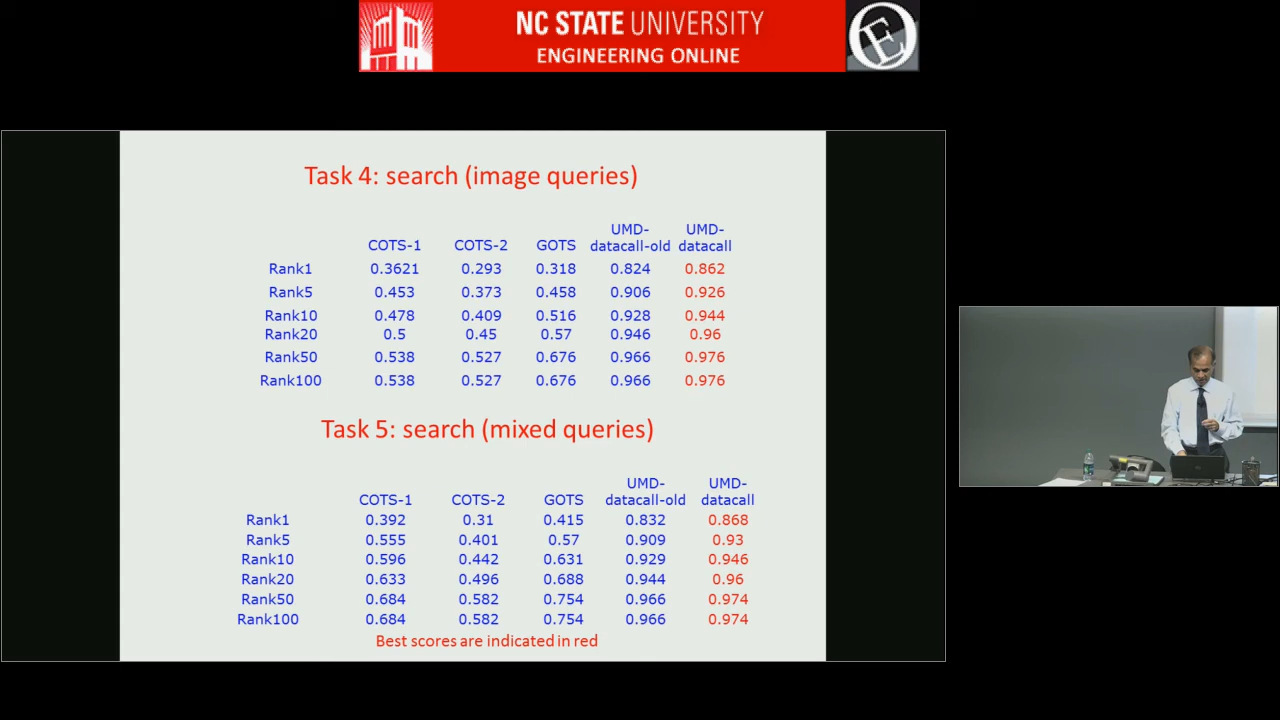 NC STATE UNIVERSITY
ENGINEERING ONLINE
Task 4: search (image queries)
COTS-1 COTS-2 GOTS UMD-datacall-old UMD-datacall
Rank1 0.3621 0.293 0.318 0.824 0.862
Rank5 0.453 0.373 0.458 0.906 0.926
Rank10 0.478 0.409 0.516 0.928 0.944
Rank20 0.5 0.45 0.57 0.946 0.96
Rank50 0.538 0.527 0.676 0.966 0.976
Rank100 0.538 0.527 0.676 0.966 0.976
Task 5: search (mixed queries)
COTS-1 COTS-2 GOTS UMD-datacall-old UMD-datacall
Rank1 0.392 0.31 0.415 0.832 0.868
Rank5 0.555 0.401 0.57 0.909 0.93
Rank10 0.596 0.442 0.631 0.929 0.946
Rank20 0.633 0.496 0.688 0.944 0.96
Rank50 0.684 0.582 0.754 0.966 0.974
Rank100 0.684 0.582 0.754 0.966 0.974
Best scores are indicated in red